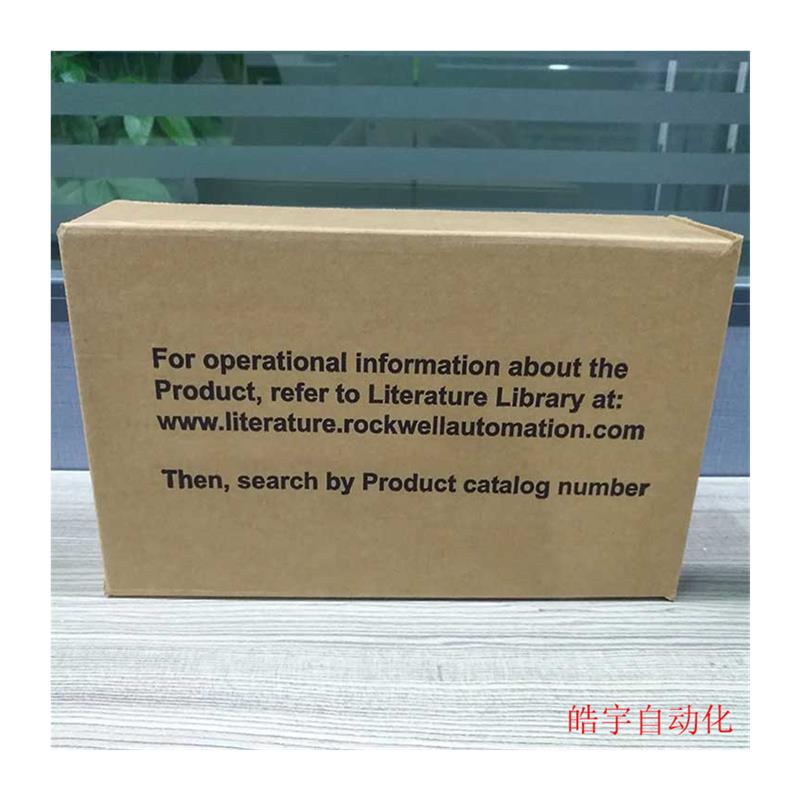 For operational information about the
Product, refer to Literature Library at:
www.literature.rockwellautomation.com
Then, search by Product catalog number
皓宇自动化